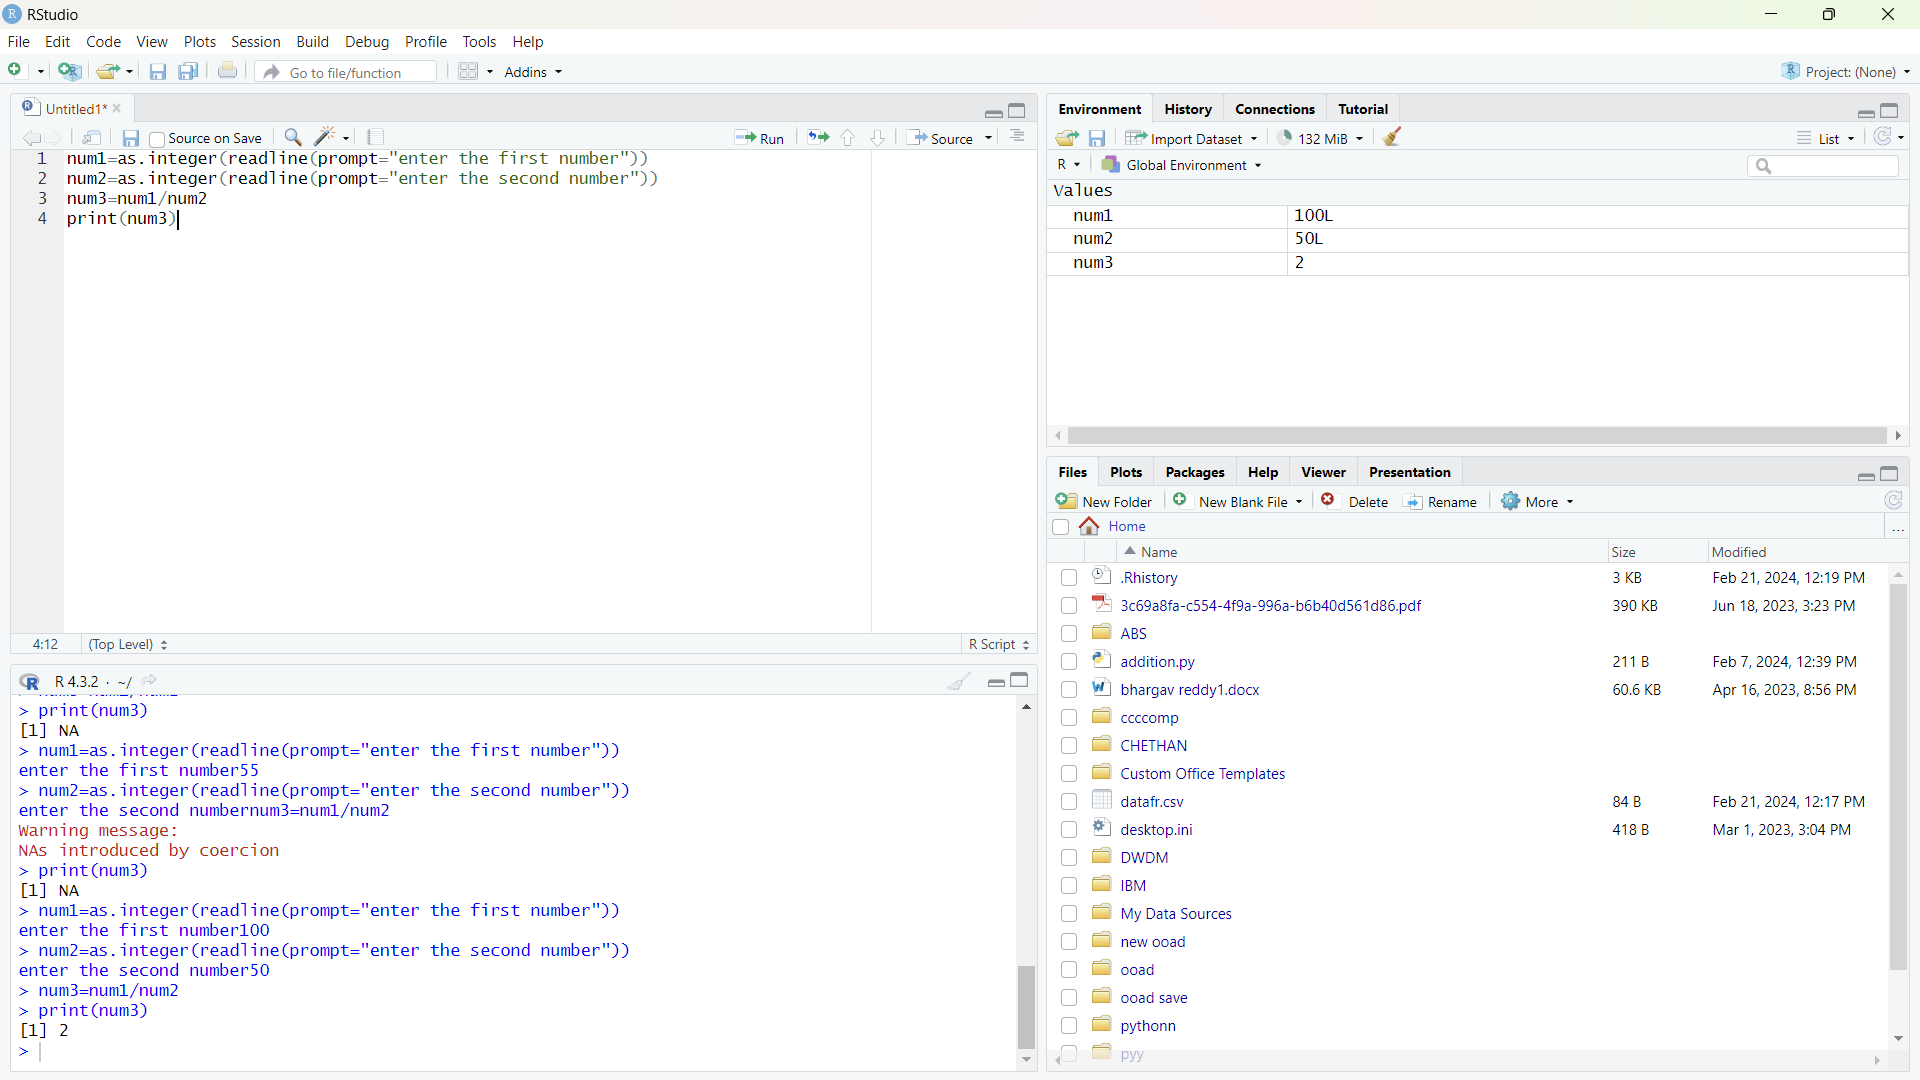 RStudio
File Edit Code View Plots Session Build Debug Profile Tools Help
Go to file/function Addins Project: (None)
Untitled1*
Source on Save Run Source
1 num1=as.integer(readline(prompt="enter the first number"))
2 num2=as.integer(readline(prompt="enter the second number"))
3 num3=num1/num2
4 print(num3)
4:12 (Top Level) R Script
R 4.3.2 · ~/
> print(num3)
[1] NA
> num1=as.integer(readline(prompt="enter the first number"))
enter the first number55
> num2=as.integer(readline(prompt="enter the second number"))
enter the second numbernum3=num1/num2
Warning message:
NAs introduced by coercion
> print(num3)
[1] NA
> num1=as.integer(readline(prompt="enter the first number"))
enter the first number100
> num2=as.integer(readline(prompt="enter the second number"))
enter the second number50
> num3=num1/num2
> print(num3)
[1] 2
>
Environment History Connections Tutorial
Import Dataset 132 MiB List
R Global Environment
Values
num1 100L
num2 50L
num3 2
Files Plots Packages Help Viewer Presentation
New Folder New Blank File Delete Rename More
Home ...
Name Size Modified
.Rhistory 3 KB Feb 21, 2024, 12:19 PM
3c69a8fa-c554-4f9a-996a-b6b40d561d86.pdf 390 KB Jun 18, 2023, 3:23 PM
ABS
addition.py 211 B Feb 7, 2024, 12:39 PM
bhargav reddy1.docx 60.6 KB Apr 16, 2023, 8:56 PM
ccccomp
CHETHAN
Custom Office Templates
datafr.csv 84 B Feb 21, 2024, 12:17 PM
desktop.ini 418 B Mar 1, 2023, 3:04 PM
DWDM
IBM
My Data Sources
new ooad
ooad
ooad save
pythonn
pyy